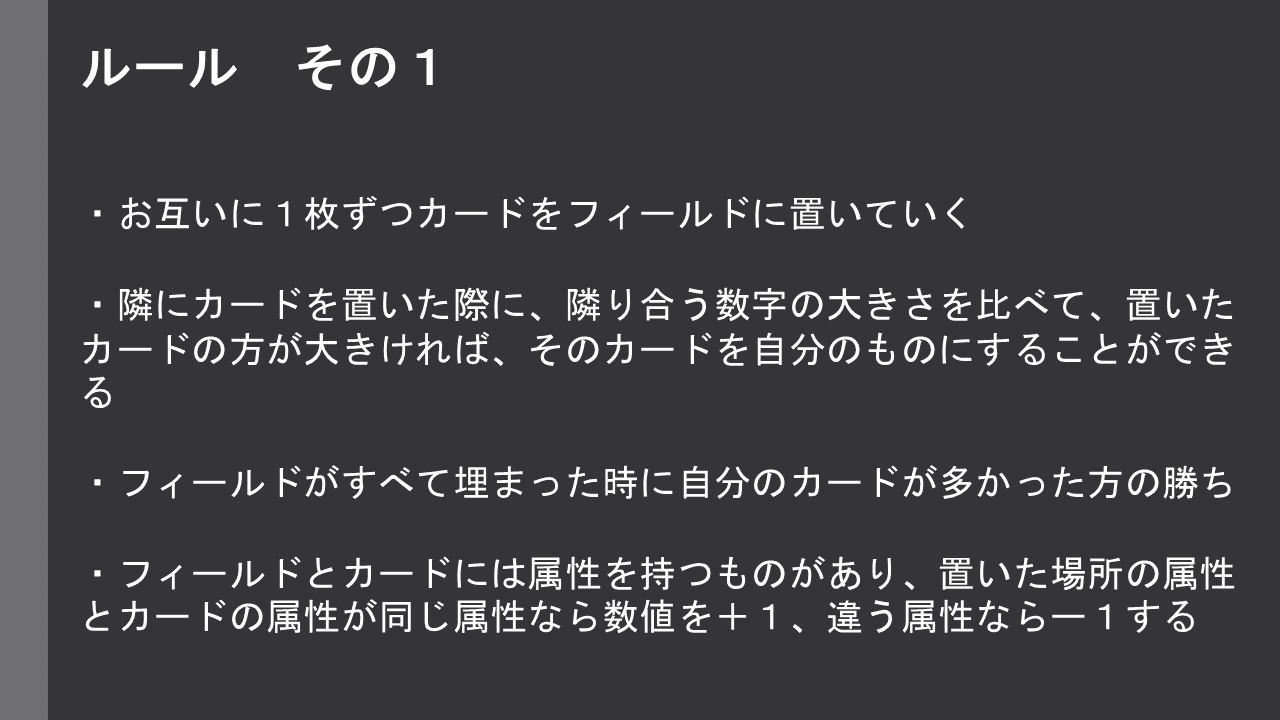 ルール　その１
・お互いに１枚ずつカードをフィールドに置いていく
・隣にカードを置いた際に、隣り合う数字の大きさを比べて、置いた
カードの方が大きければ、そのカードを自分のものにすることができ
る
・フィールドがすべて埋まった時に自分のカードが多かった方の勝ち
・フィールドとカードには属性を持つものがあり、置いた場所の属性
とカードの属性が同じ属性なら数値を＋１、違う属性なら－１する